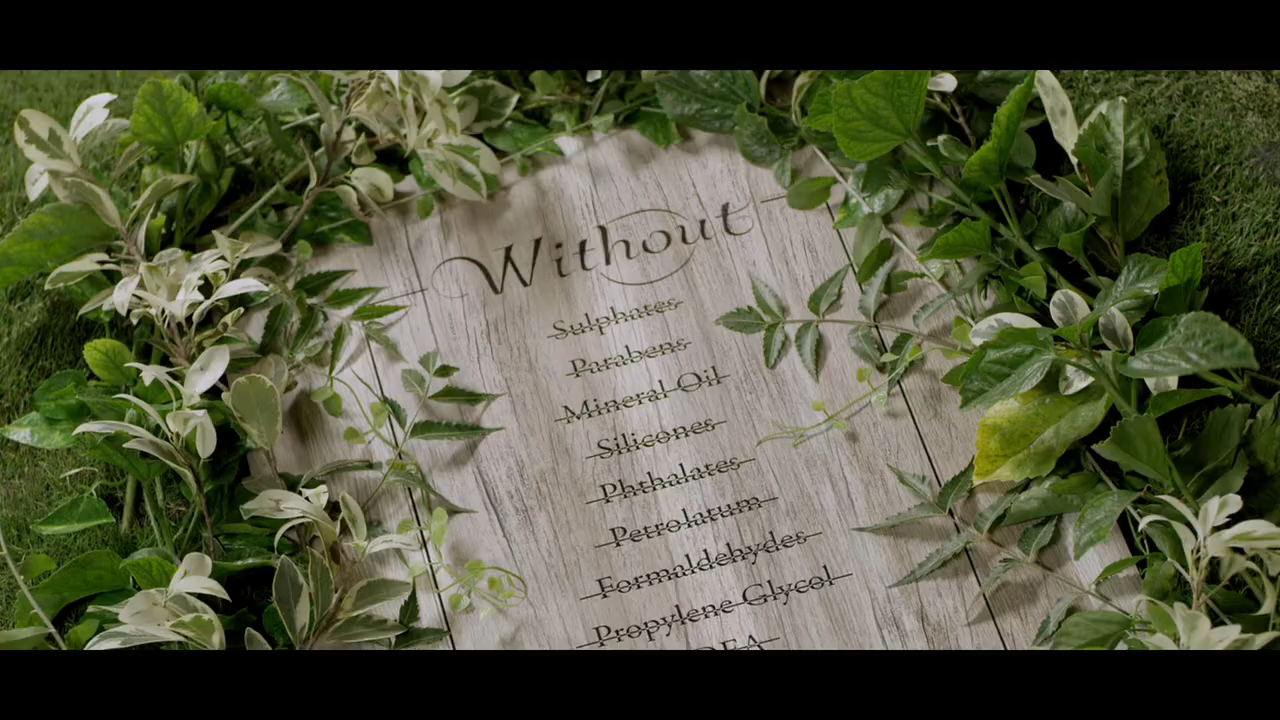 Without
Sulphates
Parabens
Mineral Oil
Silicones
Phthalates
Petrolatum
Formaldehydes
Propylene Glycol